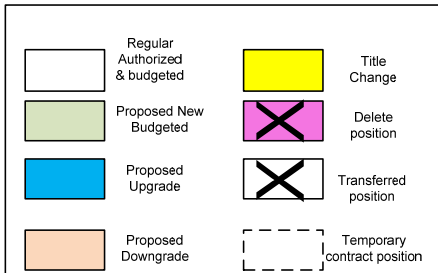 Regular
Authorized
& budgeted
Title
Change
Proposed New
Budgeted
Delete
position
Proposed
Upgrade
Transferred
position
Proposed
Downgrade
Temporary
contract position